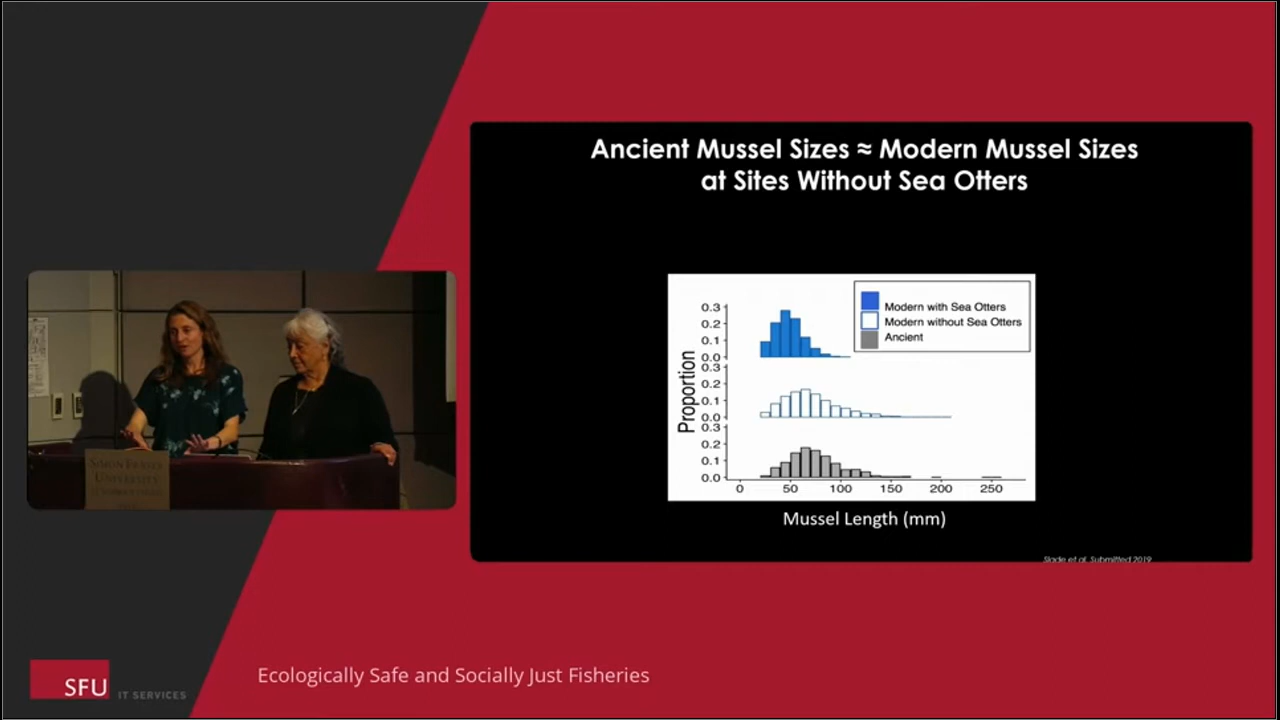 Ancient Mussel Sizes ≈ Modern Mussel Sizes
at Sites Without Sea Otters
Modern with Sea Otters
Modern without Sea Otters
Ancient
Proportion
0.3
0.2
0.1
0.0
0.3
0.2
0.1
0.0
0.3
0.2
0.1
0.0
0 50 100 150 200 250
Mussel Length (mm)
Slade et al. Submitted 2019
SIMON FRASER
UNIVERSITY
Ecologically Safe and Socially Just Fisheries
SFU IT SERVICES